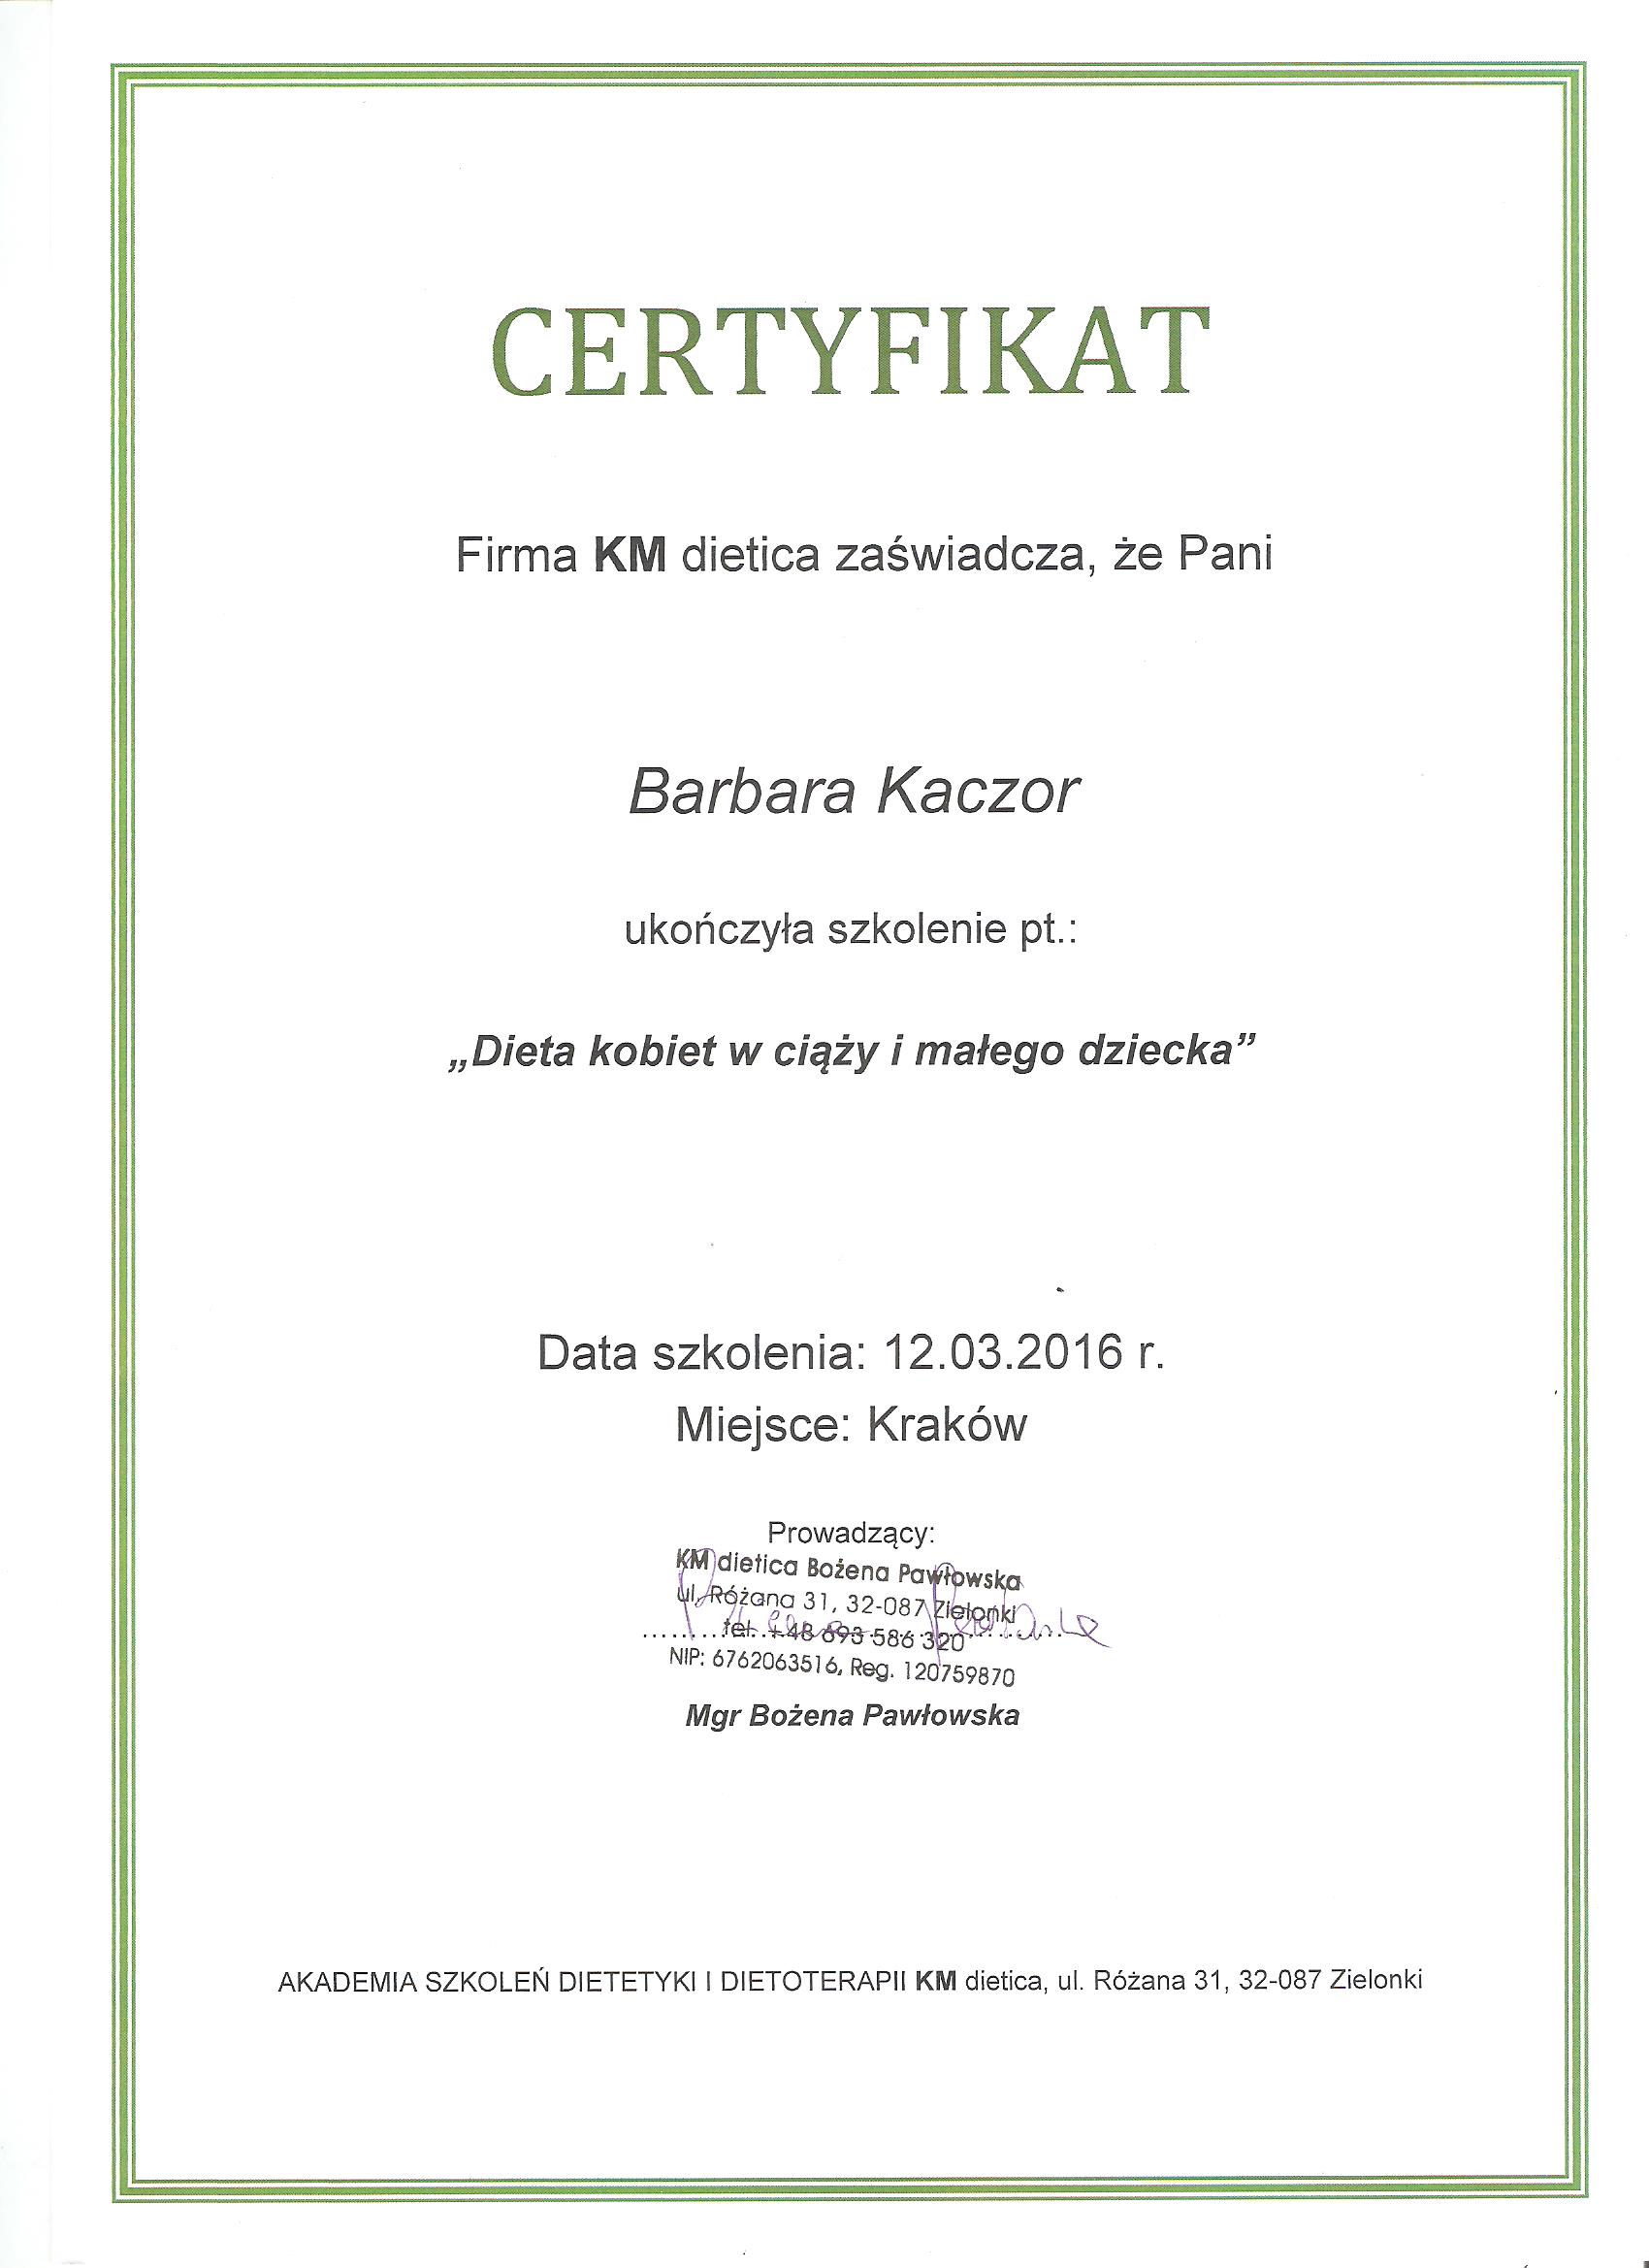 CERTYFIKAT
Firma KM dietica zaświadcza, że Pani
Barbara Kaczor
ukończyła szkolenie pt.:
„Dieta kobiet w ciąży i małego dziecka”
Data szkolenia: 12.03.2016 r.
Miejsce: Kraków
Prowadzący:
KM dietica Bożena Pawłowska
ul. Różana 31, 32-087 Zielonki
tel. +48 693 586 320
NIP: 6762063516, Reg. 120759870
Mgr Bożena Pawłowska
AKADEMIA SZKOLEŃ DIETETYKI I DIETOTERAPII KM dietica, ul. Różana 31, 32-087 Zielonki